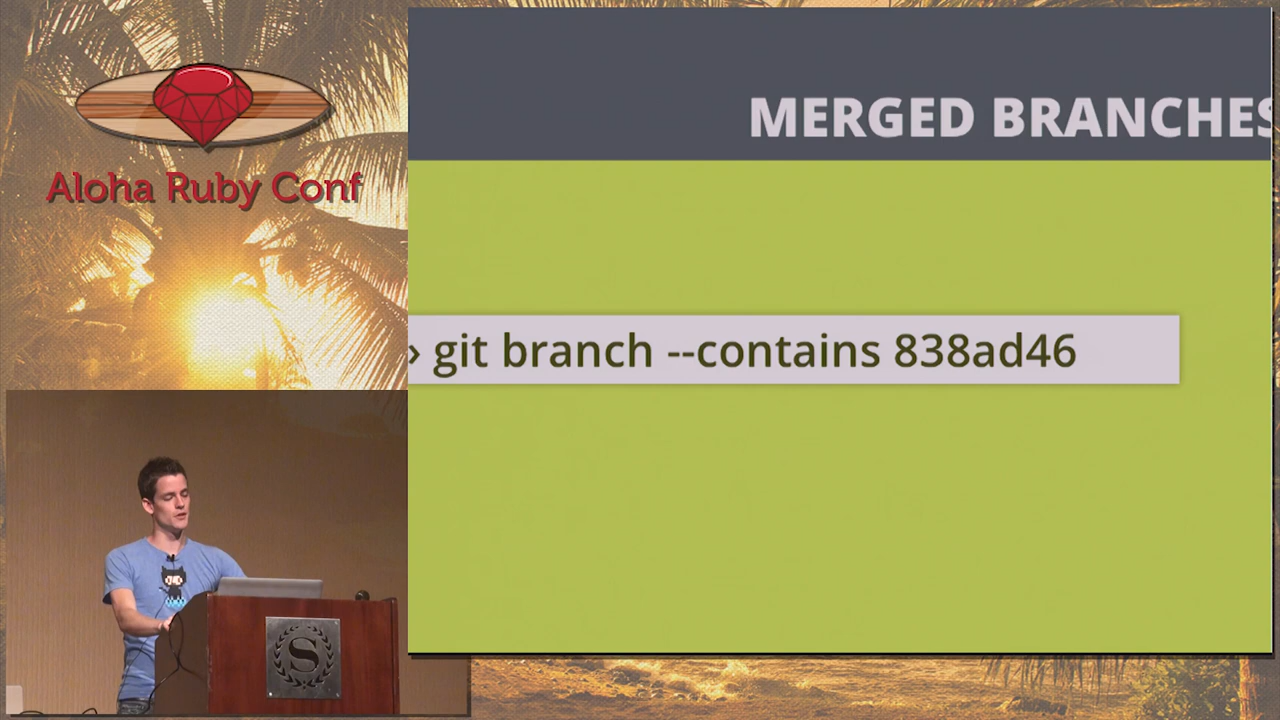 Aloha Ruby Conf
MERGED BRANCHES
› git branch --contains 838ad46
S